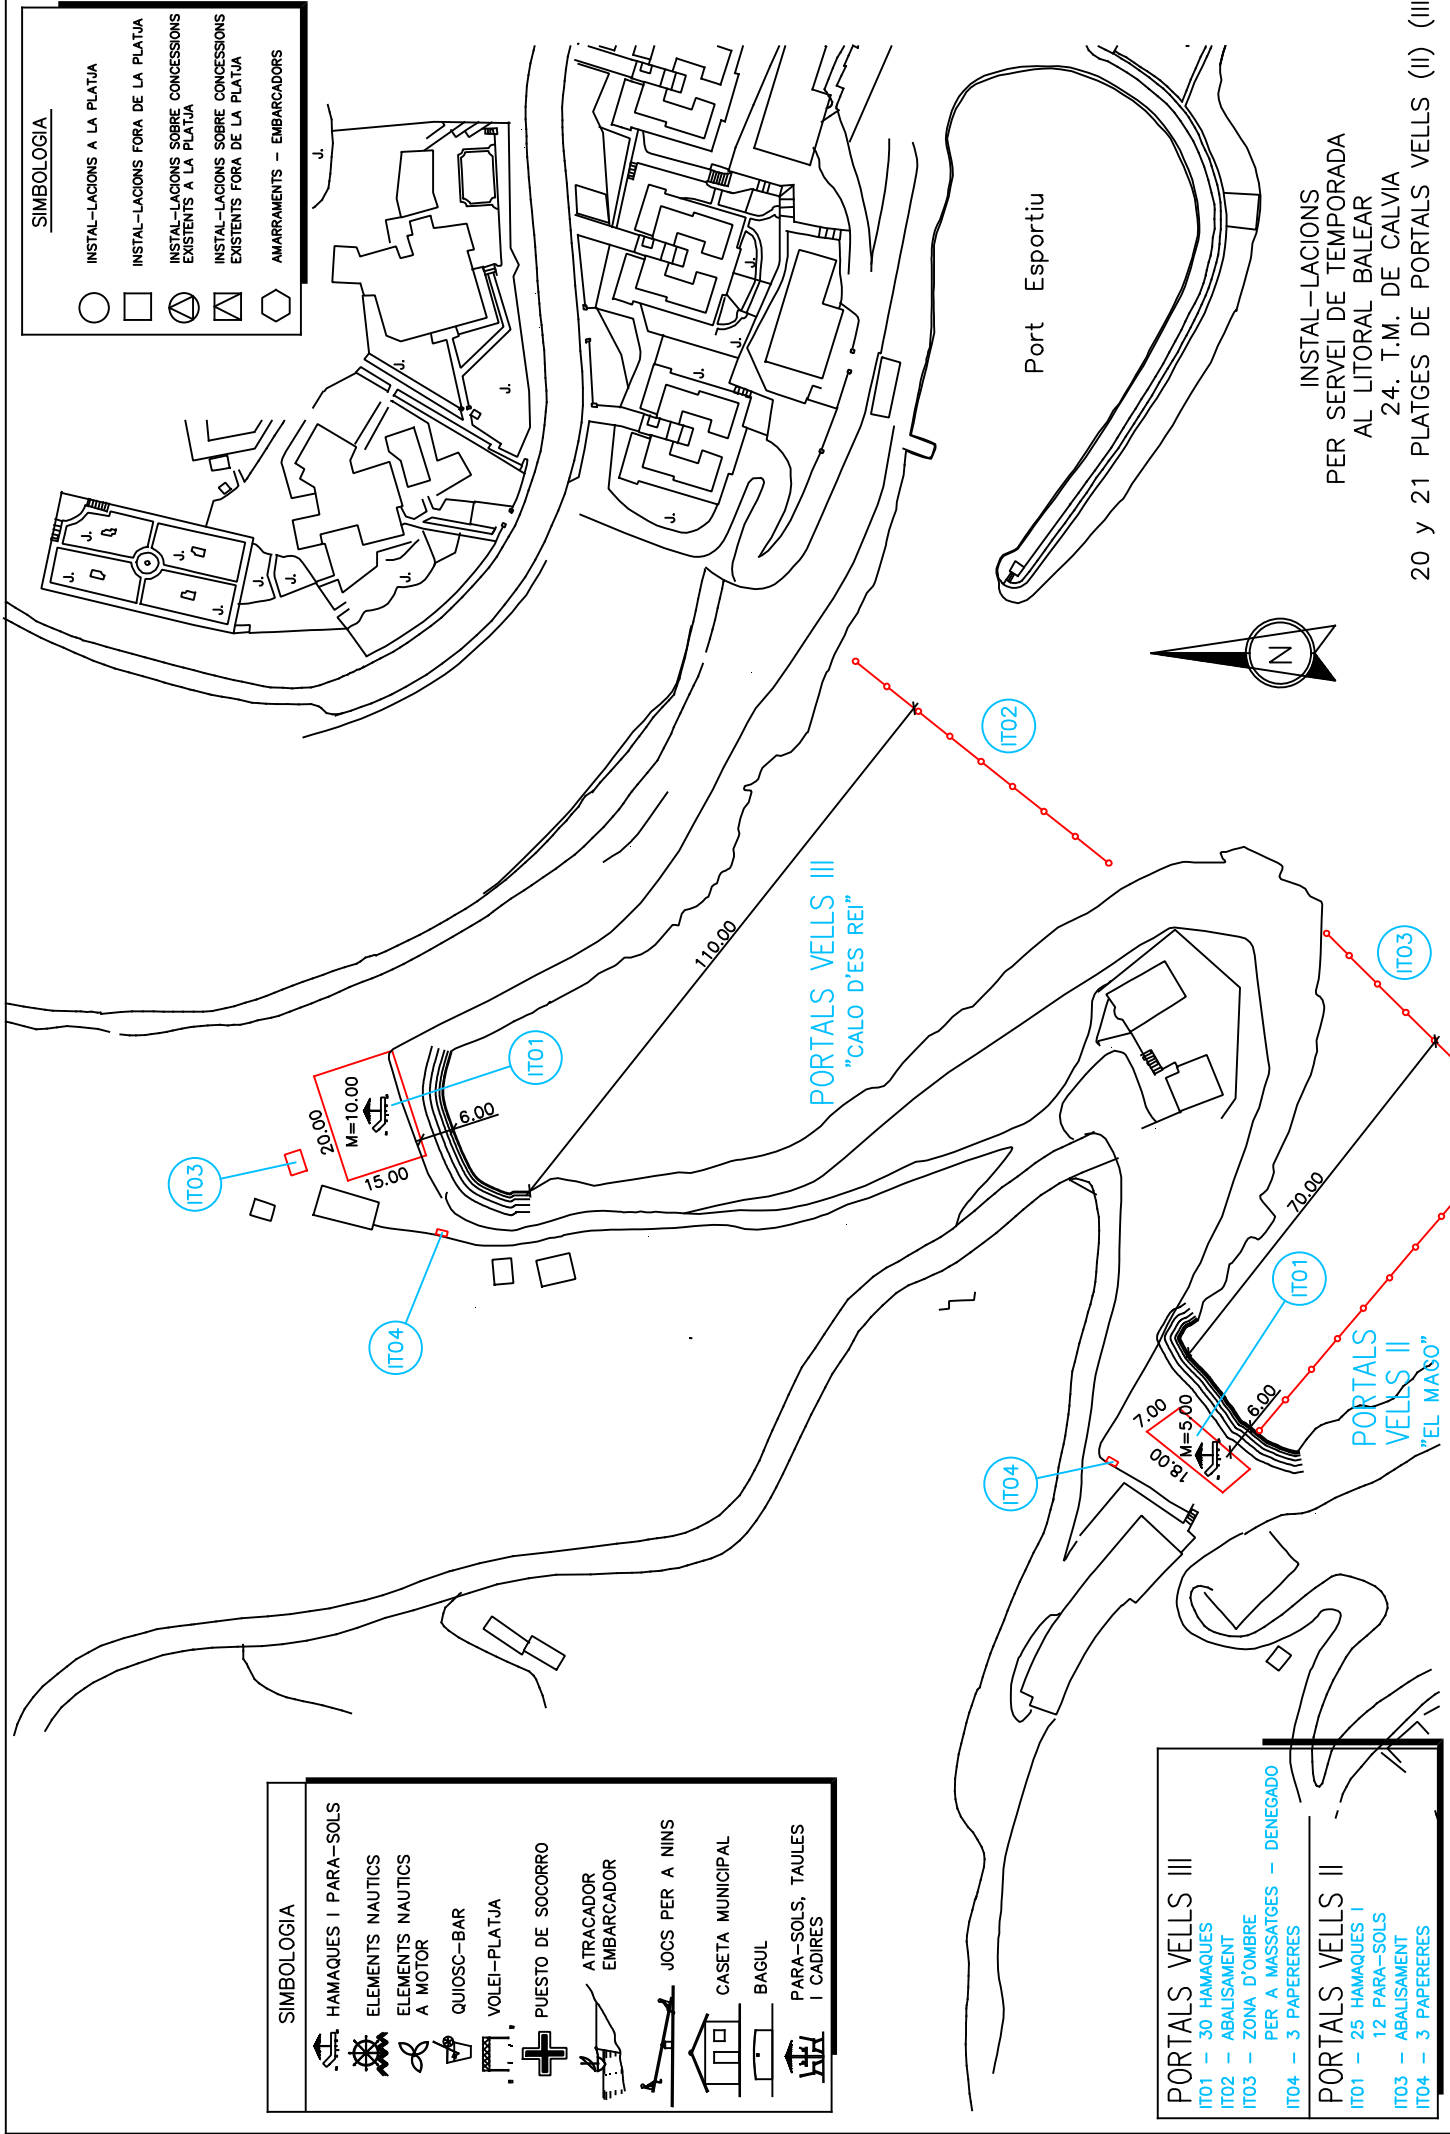 SIMBOLOGIA
INSTAL-LACIONS A LA PLATJA
INSTAL-LACIONS FORA DE LA PLATJA
INSTAL-LACIONS SOBRE CONCESSIONS
EXISTENTS A LA PLATJA
INSTAL-LACIONS SOBRE CONCESSIONS
EXISTENTS FORA DE LA PLATJA
AMARRAMENTS - EMBARCADORS
J.
J.
J.
J.
J.
J.
J.
J.
J.
J.
J.
J.
J.
J.
Port Esportiu
INSTAL-LACIONS
PER SERVEI DE TEMPORADA
AL LITORAL BALEAR
24. T.M. DE CALVIA
20 y 21 PLATGES DE PORTALS VELLS (II) (III
N
IT02
110.00
PORTALS VELLS III
"CALO D'ES REI"
IT01
6.00
20.00
M=10.00
15.00
IT03
IT04
IT03
70.00
IT01
6.00
7.00
M=5.00
18.00
IT04
PORTALS
VELLS II
"EL MAGO"
SIMBOLOGIA
HAMAQUES I PARA-SOLS
ELEMENTS NAUTICS
ELEMENTS NAUTICS
A MOTOR
QUIOSC-BAR
VOLEI-PLATJA
PUESTO DE SOCORRO
ATRACADOR
EMBARCADOR
JOCS PER A NINS
CASETA MUNICIPAL
BAGUL
PARA-SOLS, TAULES
I CADIRES
PORTALS VELLS III
IT01 - 30 HAMAQUES
IT02 - ABALISAMENT
IT03 - ZONA D'OMBRE
PER A MASSATGES - DENEGADO
IT04 - 3 PAPERERES
PORTALS VELLS II
IT01 - 25 HAMAQUES I
12 PARA-SOLS
IT03 - ABALISAMENT
IT04 - 3 PAPERERES